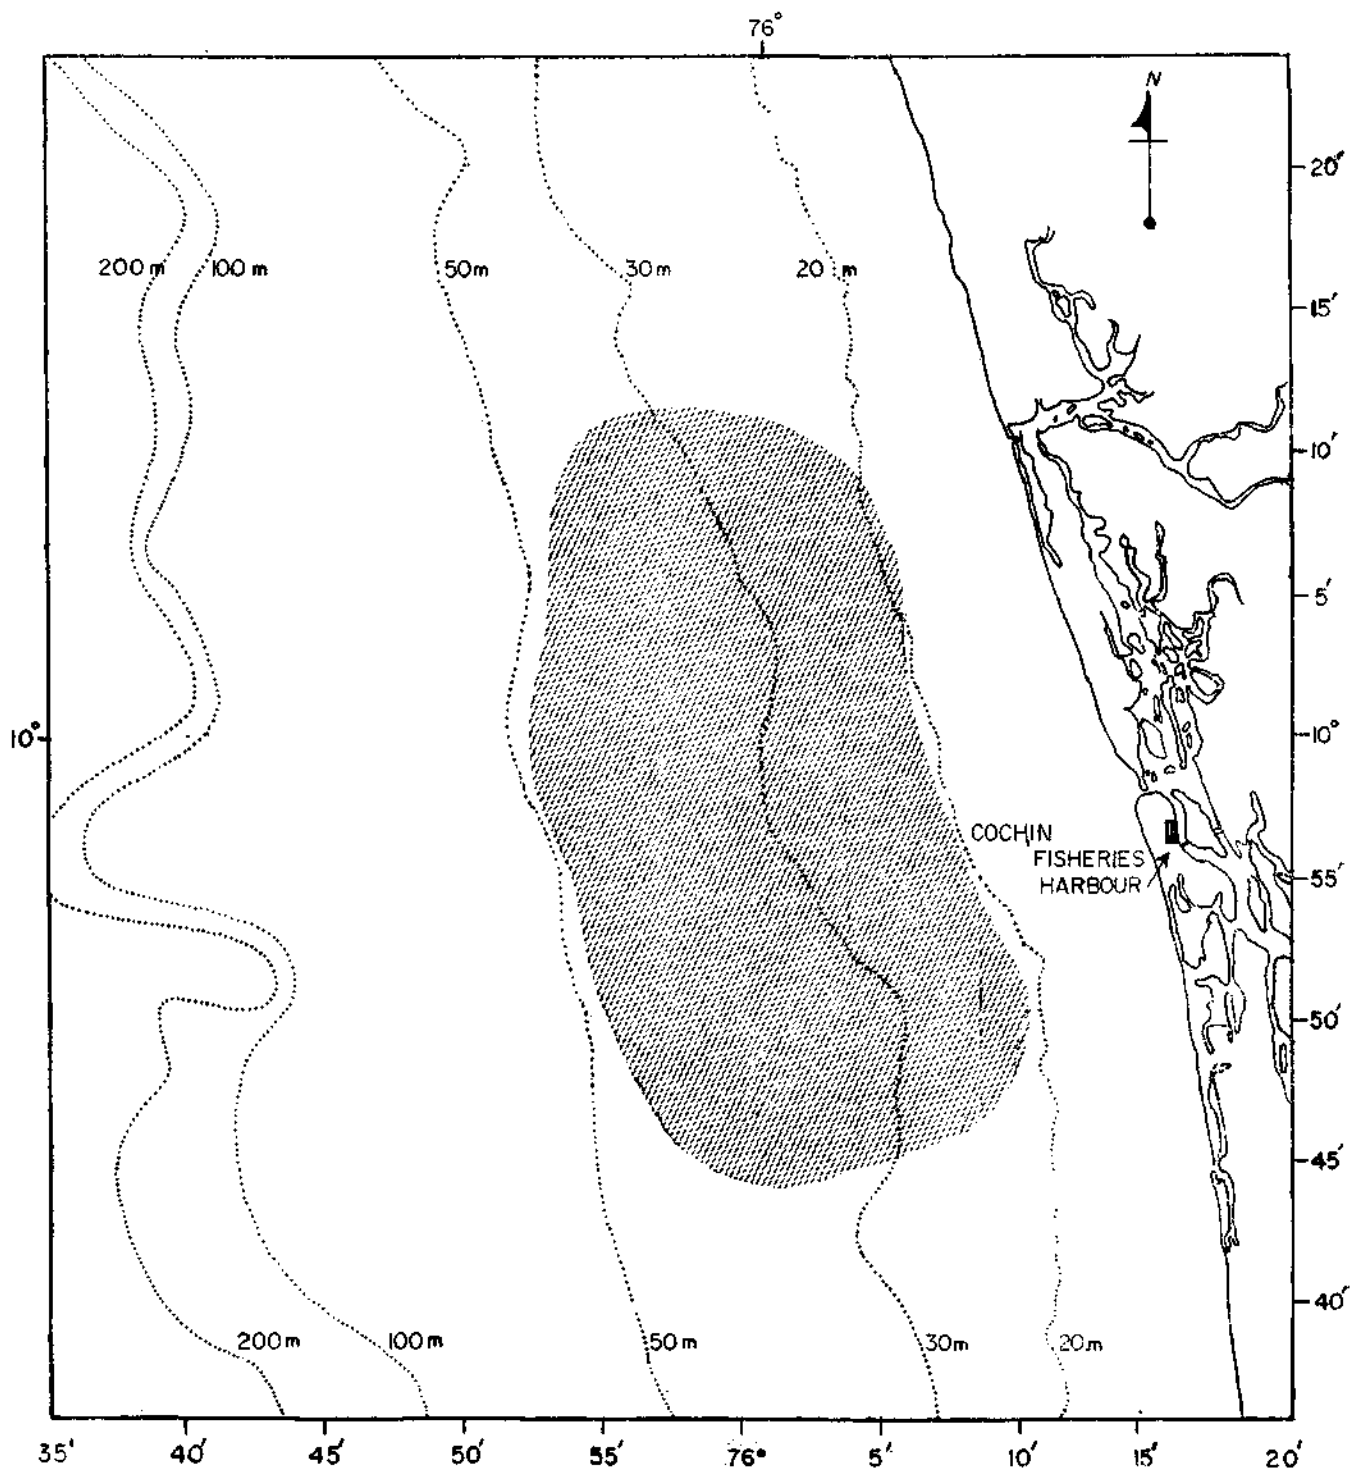 76°
N
20'
200 m 100 m 50m 30m 20 m
15'
10'
5'
10° 10°
COCHIN
FISHERIES
HARBOUR
55'
50'
45'
40'
200m 100m 50m 30m 20m
35' 40' 45' 50' 55' 76° 5' 10' 15' 20'